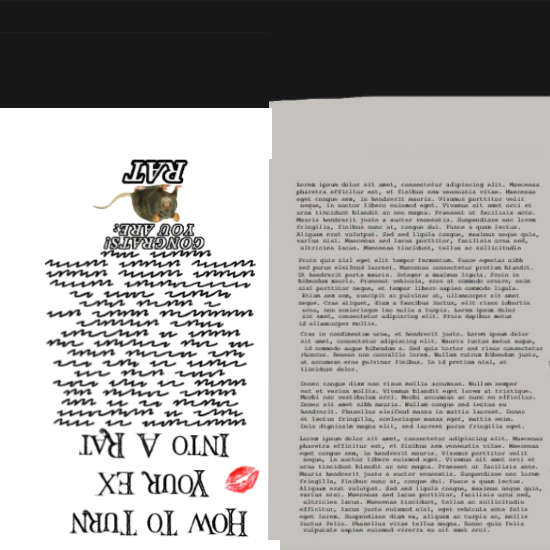 HOW TO TURN
YOUR EX
INTO A RAT
CONGRATS!
YOU ARE:
RAT
Lorem ipsum dolor sit amet, consectetur adipiscing elit. Maecenas
pharetra efficitur est, et finibus sem venenatis vitae. Vivamus
eget congue sem, in hendrerit mauris. Vivamus porttitor velit
neque, in auctor libero euismod eget. Vivamus sit amet orci et
urna tincidunt blandit ac nec magna. Praesent ut facilisis ante.
Mauris hendrerit justo a auctor venenatis. Suspendisse nec lorem
fringilla, finibus nunc at, congue dui. Fusce a quam lectus.
Aliquam erat volutpat. Sed sed ligula congue, maximus neque quis,
varius nisi. Maecenas sed lacus porttitor, facilisis urna sed,
ultricies lacus. Maecenas tincidunt, tellus ac sollicitudin
Proin quis nisl eget elit tempor fermentum. Fusce egestas nibh
sed purus eleifend laoreet. Maecenas consectetur pretium blandit.
Ut hendrerit porta mauris. Integer a maximus ligula. In
bibendum mauris. Praesent vehicula, eros at commodo ornare, enim
nisl porttitor neque, et tempor libero sapien commodo ligula.
Etiam sem sem, suscipit ac pulvinar ut, ullamcorper sit amet
neque. Cras aliquet, diam a faucibus luctus, elit risus lobortis
urna, non scelerisque leo nulla a turpis. Lorem ipsum dolor
sit amet, consectetur adipiscing elit. Proin dapibus metus
id ullamcorper mollis.
Cras in condimentum urna, et hendrerit justo. Lorem ipsum dolor
sit amet, consectetur adipiscing elit. Mauris luctus metus augue,
id commodo augue bibendum a. Sed quis tortor sed risus consectetur
rhoncus. Aenean non convallis lorem. Nullam rutrum bibendum justo,
at accumsan eros pulvinar finibus. In id pretium nisl, at
tincidunt dolor.
Donec congue diam non risus mollis accumsan. Nullam semper
est et varius mollis. Vivamus blandit eget lorem at tristique.
Morbi nec vestibulum orci. Morbi ac nunc eu nulla efficitur.
Donec sit amet nibh mauris. Nullam congue sed lectus eu
hendrerit. Phasellus eleifend massa in mattis laoreet. Donec
et lectus fringilla, scelerisque massa eget, mattis enim.
Duis dignissim magna elit, sed laoreet purus fringilla eget.
Lorem ipsum dolor sit amet, consectetur adipiscing elit. Maecenas
pharetra efficitur est, et finibus sem venenatis vitae. Vivamus
eget congue sem, in hendrerit mauris. Vivamus porttitor velit
neque, in auctor libero euismod eget. Vivamus sit amet orci et
urna tincidunt blandit ac nec magna. Praesent ut facilisis ante.
Mauris hendrerit justo a auctor venenatis. Suspendisse nec lorem
fringilla, finibus nunc at, congue dui. Fusce a quam lectus.
Aliquam erat volutpat. Sed sed ligula congue, maximus neque quis,
varius nisi. Maecenas sed lacus porttitor, facilisis urna sed,
ultricies lacus. Maecenas tincidunt, tellus ac sollicitudin
efficitur, lacus justo euismod nisl, eget vehicula ante felis
eget lorem. Suspendisse diam ex, aliquam ac turpis ac, mollis
luctus felis. Phasellus vitae tellus magna. Donec quis felis
vulputate sapien euismod viverra eu sit amet orci.